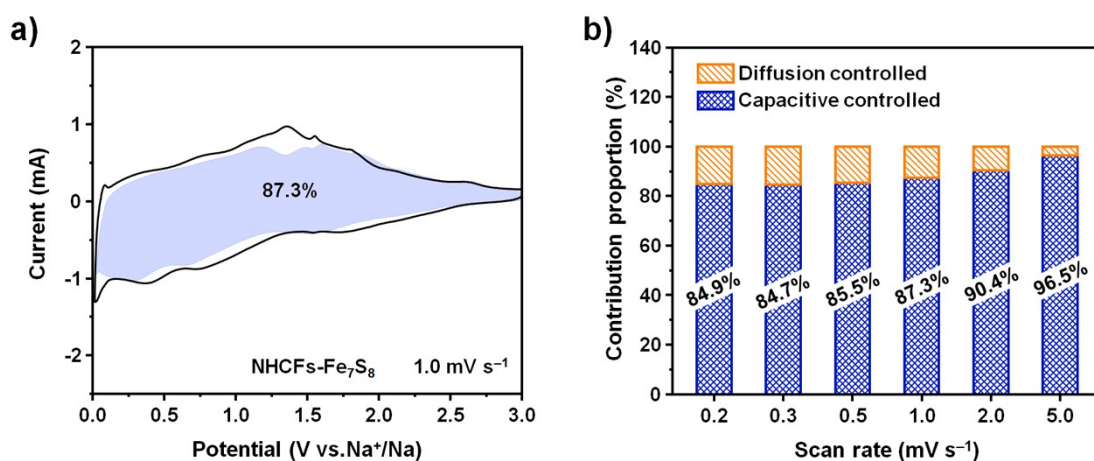 a)
Current (mA)
2
1
0
-1
-2
87.3%
NHCFs-Fe₇S₈ 1.0 mV s⁻¹
0.0 0.5 1.0 1.5 2.0 2.5 3.0
Potential (V vs.Na⁺/Na)
b)
Contribution proportion (%)
140
120
100
80
60
40
20
0
Diffusion controlled
Capacitive controlled
84.9% 84.7% 85.5% 87.3% 90.4% 96.5%
0.2 0.3 0.5 1.0 2.0 5.0
Scan rate (mV s⁻¹)